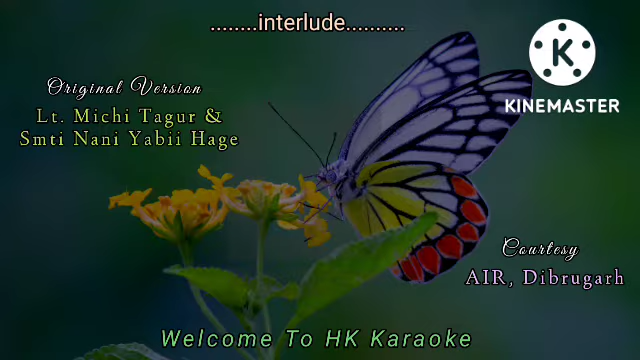 ........interlude..........
KINEMASTER
Original Version
Lt. Michi Tagur &
Smti Nani Yabii Hage
Courtesy
AIR, Dibrugarh
Welcome To HK Karaoke